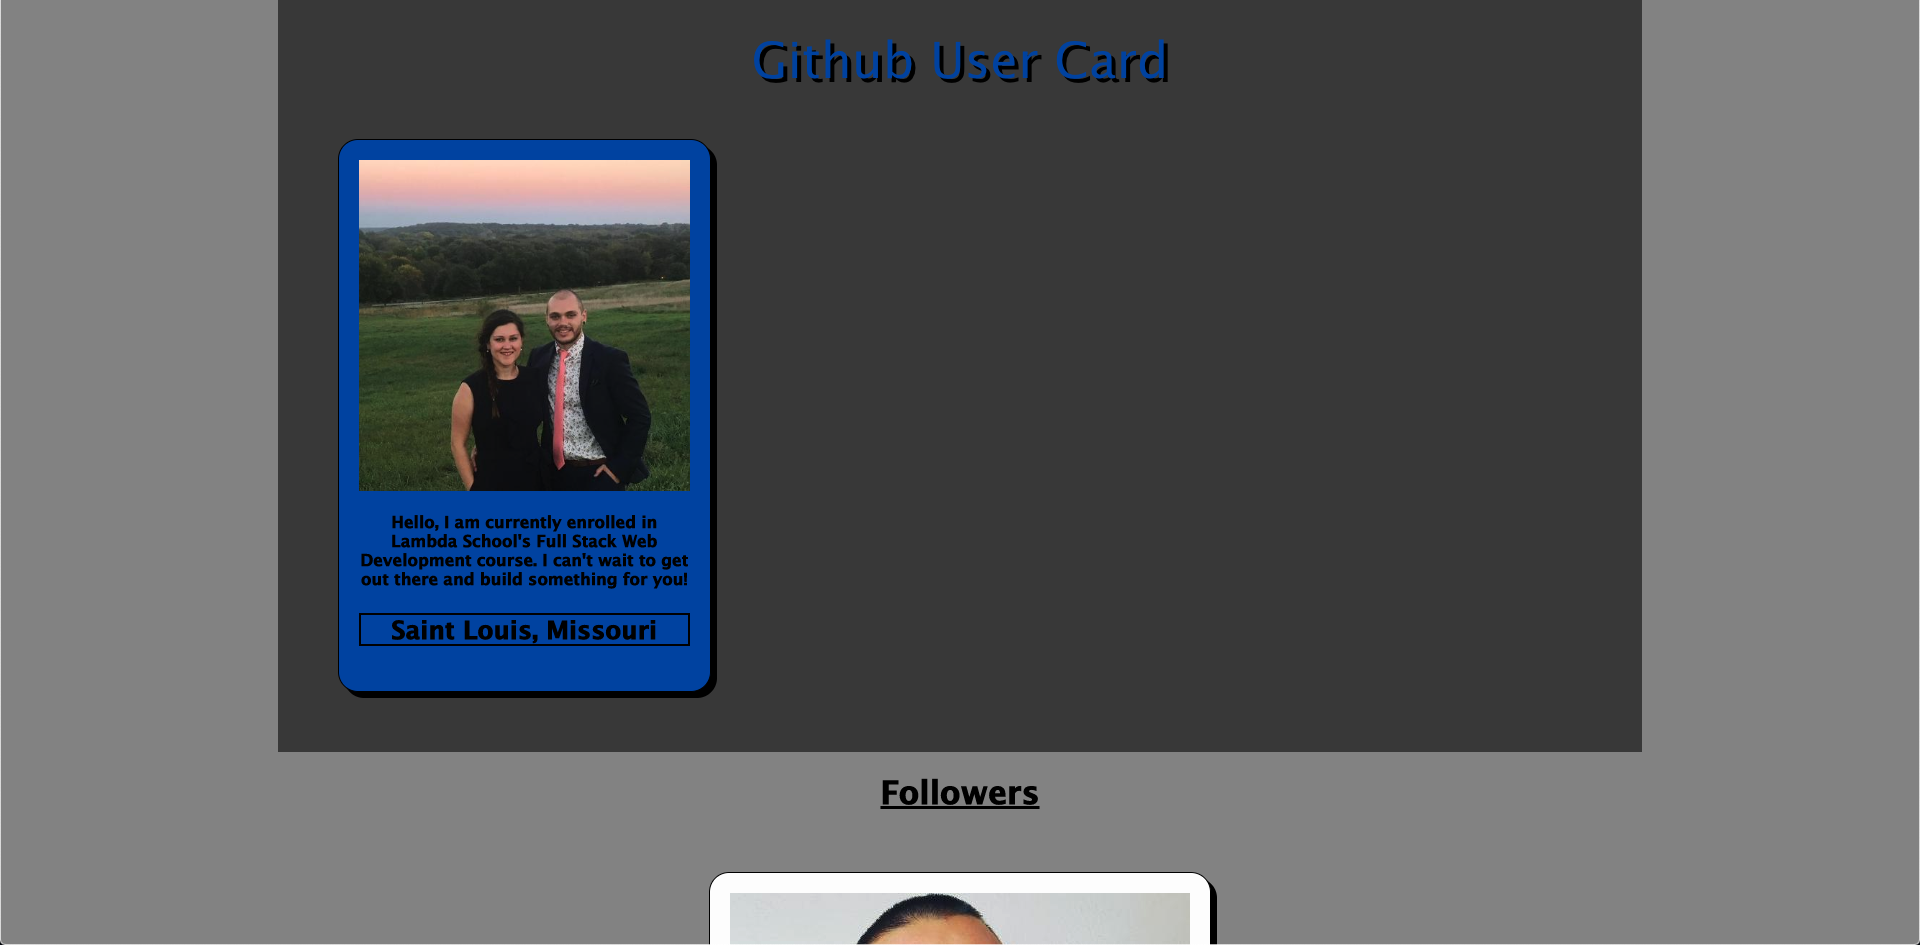 Github User Card
Hello, I am currently enrolled in
Lambda School's Full Stack Web
Development course. I can't wait to get
out there and build something for you!
Saint Louis, Missouri
Followers